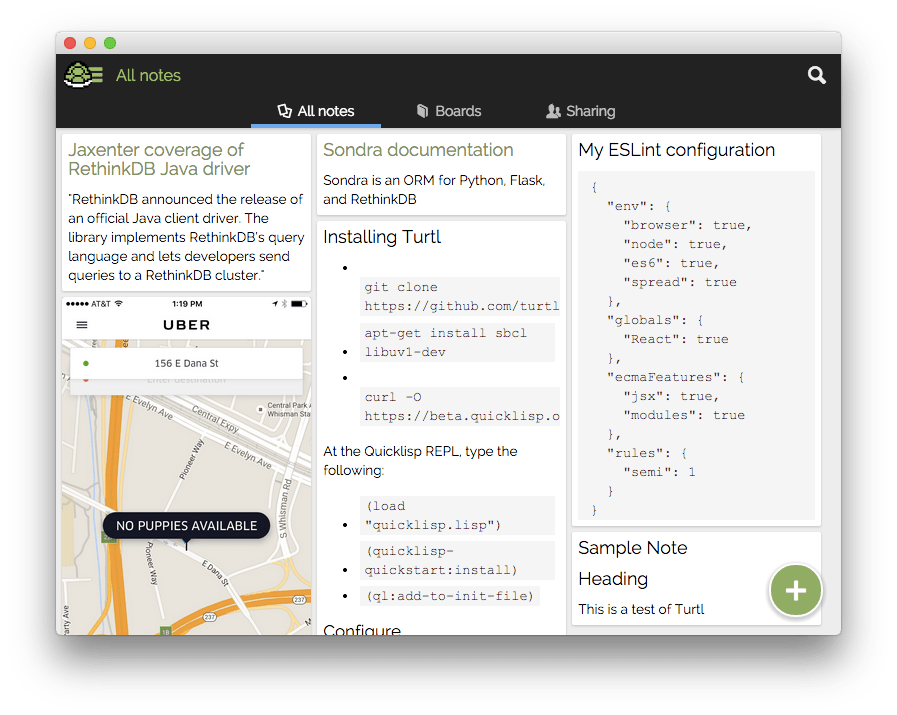 All notes
All notes
Boards
Sharing
Jaxenter coverage of
RethinkDB Java driver
"RethinkDB announced the release of
an official Java client driver. The
library implements RethinkDB's query
language and lets developers send
queries to a RethinkDB cluster."
AT&T
1:19 PM
UBER
156 E Dana St
Enter destination
Central Park
Whisman Sta
E Evelyn Ave
Central Expy
E Evelyn Ave
Pioneer Way
S Whisman Rd
NO PUPPIES AVAILABLE
Pioneer Way
E Dana St
237
237
Sondra documentation
Sondra is an ORM for Python, Flask,
and RethinkDB
Installing Turtl
git clone
https://github.com/turtl
apt-get install sbcl
libuv1-dev
curl -O
https://beta.quicklisp.o
At the Quicklisp REPL, type the
following:
(load
"quicklisp.lisp")
(quicklisp-
quickstart:install)
(ql:add-to-init-file)
Configure
My ESLint configuration
{
"env": {
"browser": true,
"node": true,
"es6": true,
"spread": true
},
"globals": {
"React": true
},
"ecmaFeatures": {
"jsx": true,
"modules": true
},
"rules": {
"semi": 1
}
}
Sample Note
Heading
This is a test of Turtl